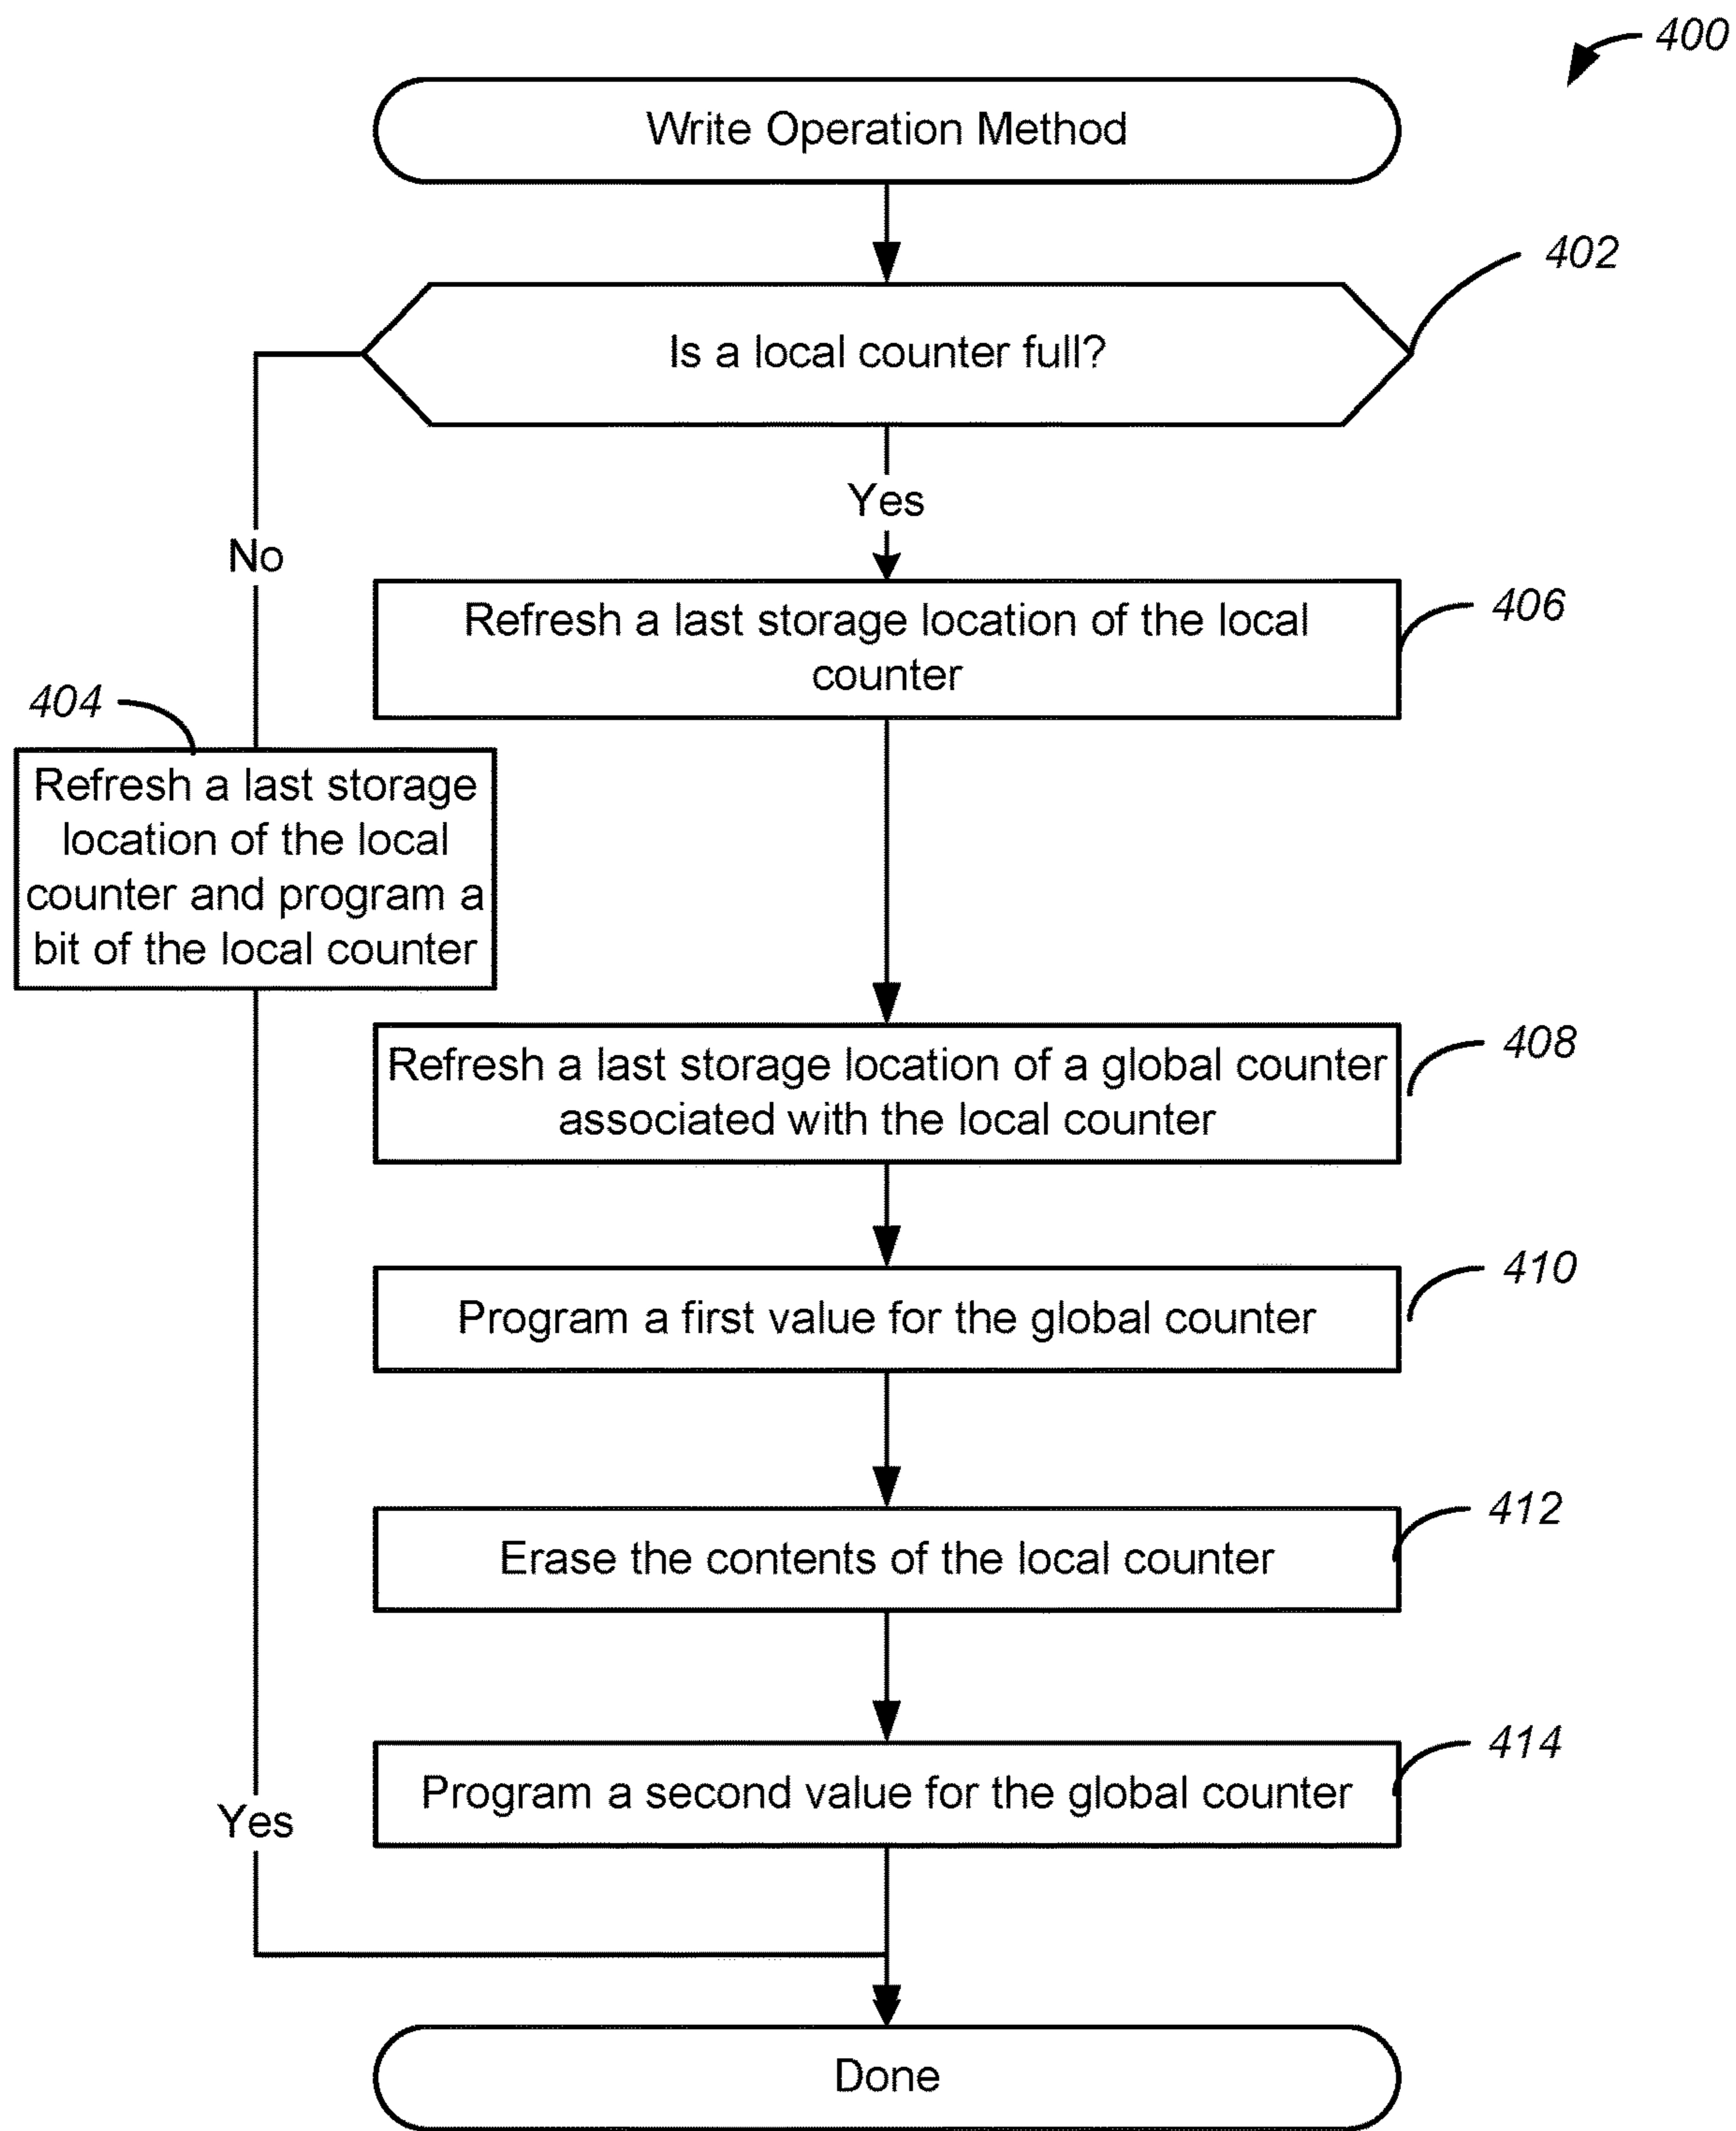 400
Write Operation Method
402
Is a local counter full?
Yes
No
406
Refresh a last storage location of the local
counter
404
Refresh a last storage
location of the local
counter and program a
bit of the local counter
408
Refresh a last storage location of a global counter
associated with the local counter
410
Program a first value for the global counter
412
Erase the contents of the local counter
414
Program a second value for the global counter
Yes
Done